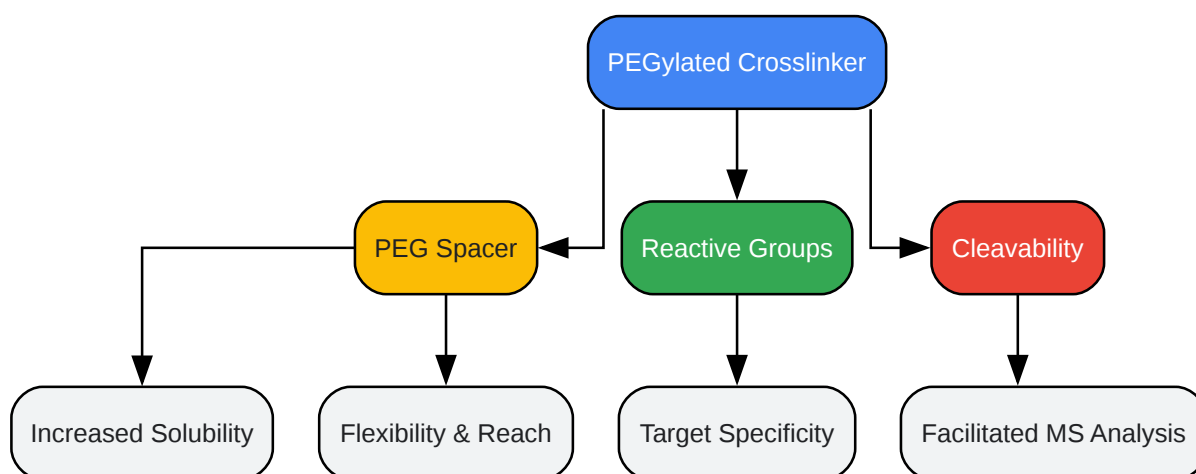 PEGylated Crosslinker
PEG Spacer
Reactive Groups
Cleavability
Increased Solubility
Flexibility & Reach
Target Specificity
Facilitated MS Analysis